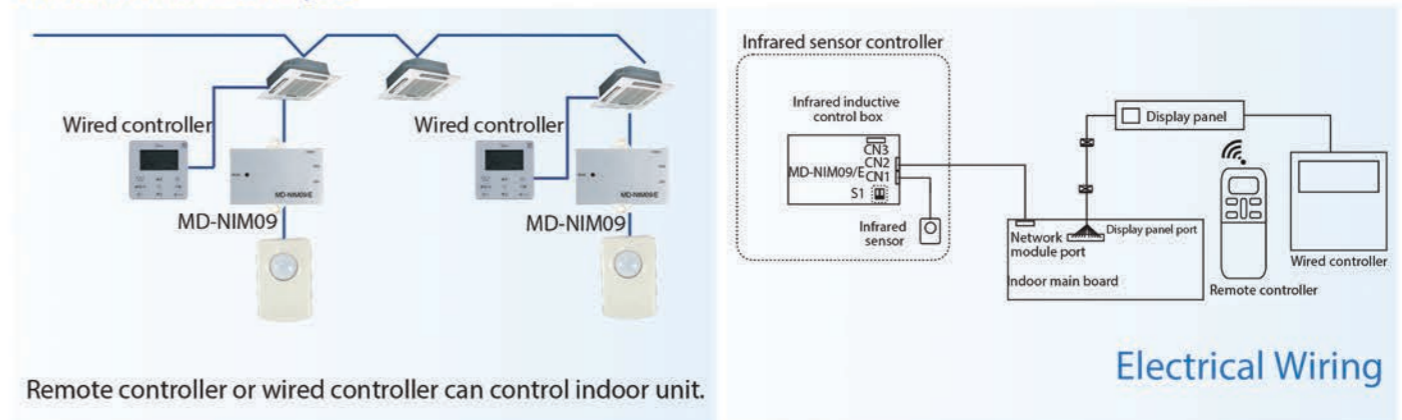 Wired controller
Wired controller
MD-NIM09/E
MD-NIM09/E
MD-NIM09
MD-NIM09
Remote controller or wired controller can control indoor unit.
Infrared sensor controller
Infrared inductive
control box
CN3
CN2
MD-NIM09/E
CN1
S1
Infrared
sensor
Display panel
Network
module port
Display panel port
Indoor main board
Remote controller
Wired controller
Electrical Wiring